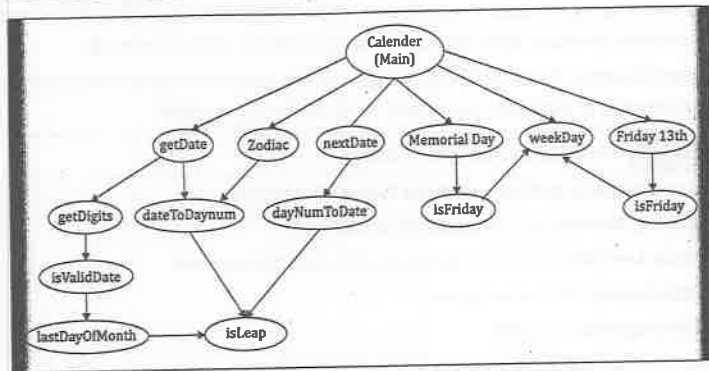 Calender
(Main)
getDate
Zodiac
nextDate
Memorial Day
weekDay
Friday 13th
getDigits
dateToDaynum
dayNumToDate
isFriday
isFriday
isValidDate
lastDayOfMonth
isLeap